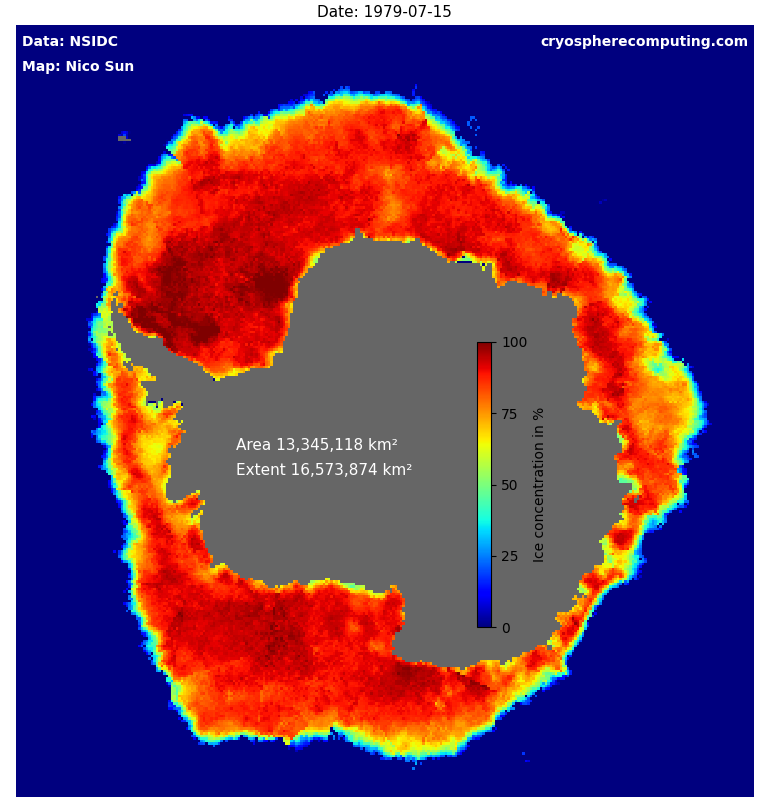 Date: 1979-07-15
Data: NSIDC
cryospherecomputing.com
Map: Nico Sun
100
75
50
25
0
Ice concentration in %
Area 13,345,118 km²
Extent 16,573,874 km²